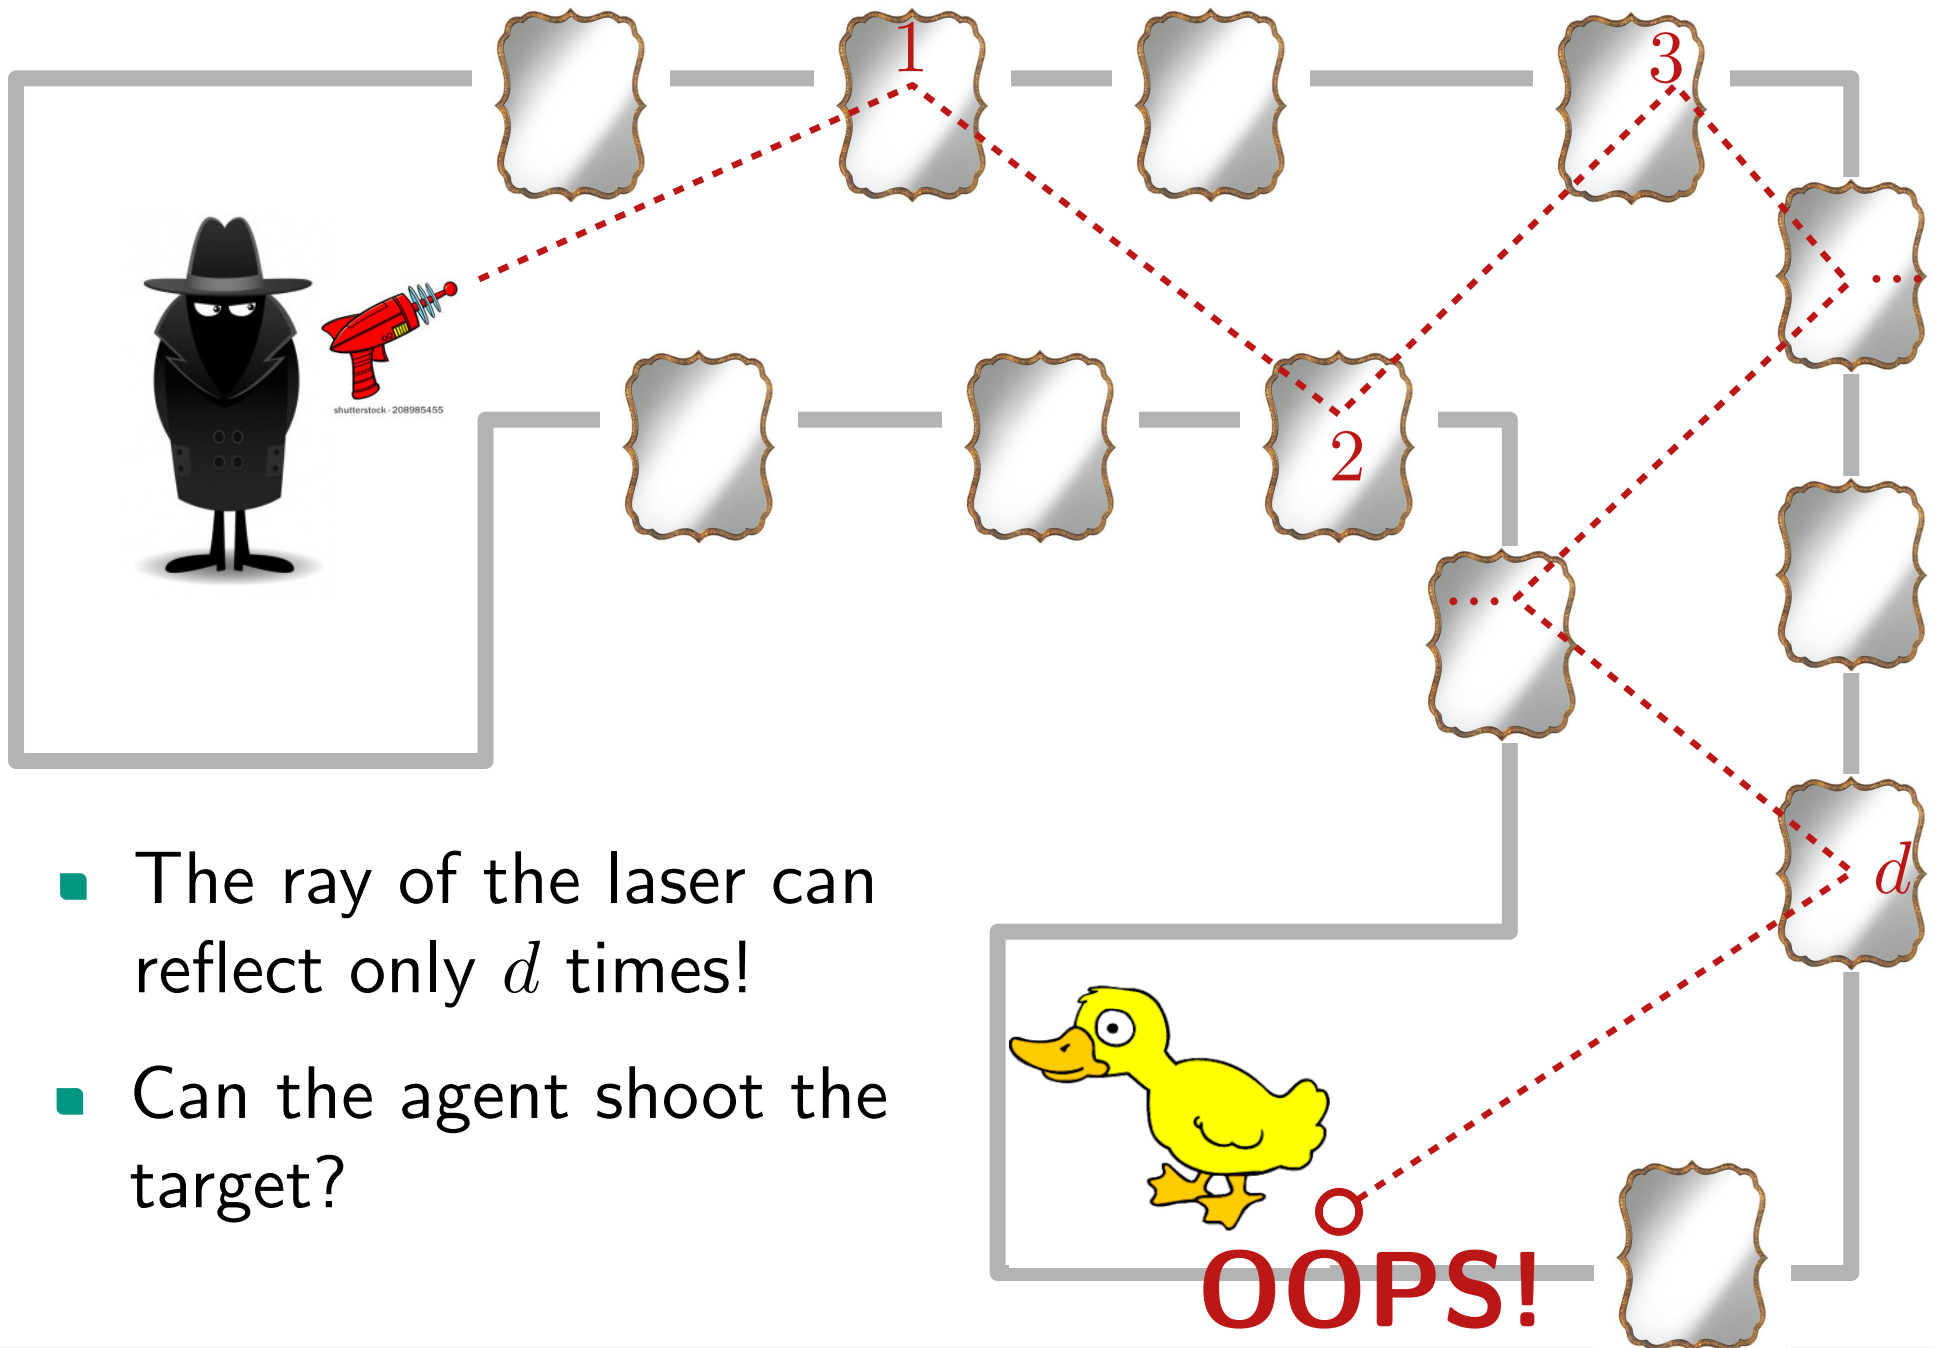 1
3
...
shutterstock · 208985455
2
...
d
The ray of the laser can
reflect only d times!
Can the agent shoot the
target?
OOPS!